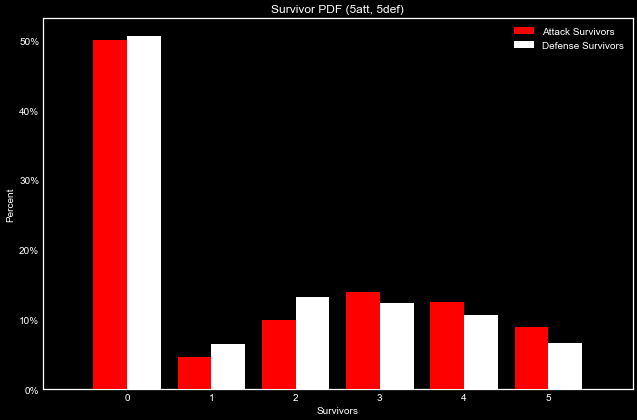 Survivor PDF (5att, 5def)
Attack Survivors
Defense Survivors
Percent
50%
40%
30%
20%
10%
0%
0 1 2 3 4 5
Survivors